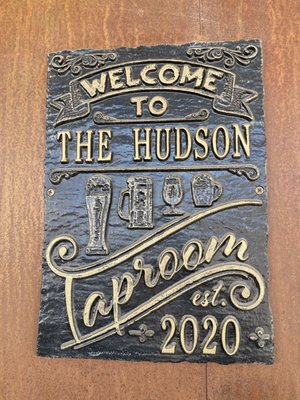 WELCOME
TO
THE HUDSON
Taproom
est.
2020